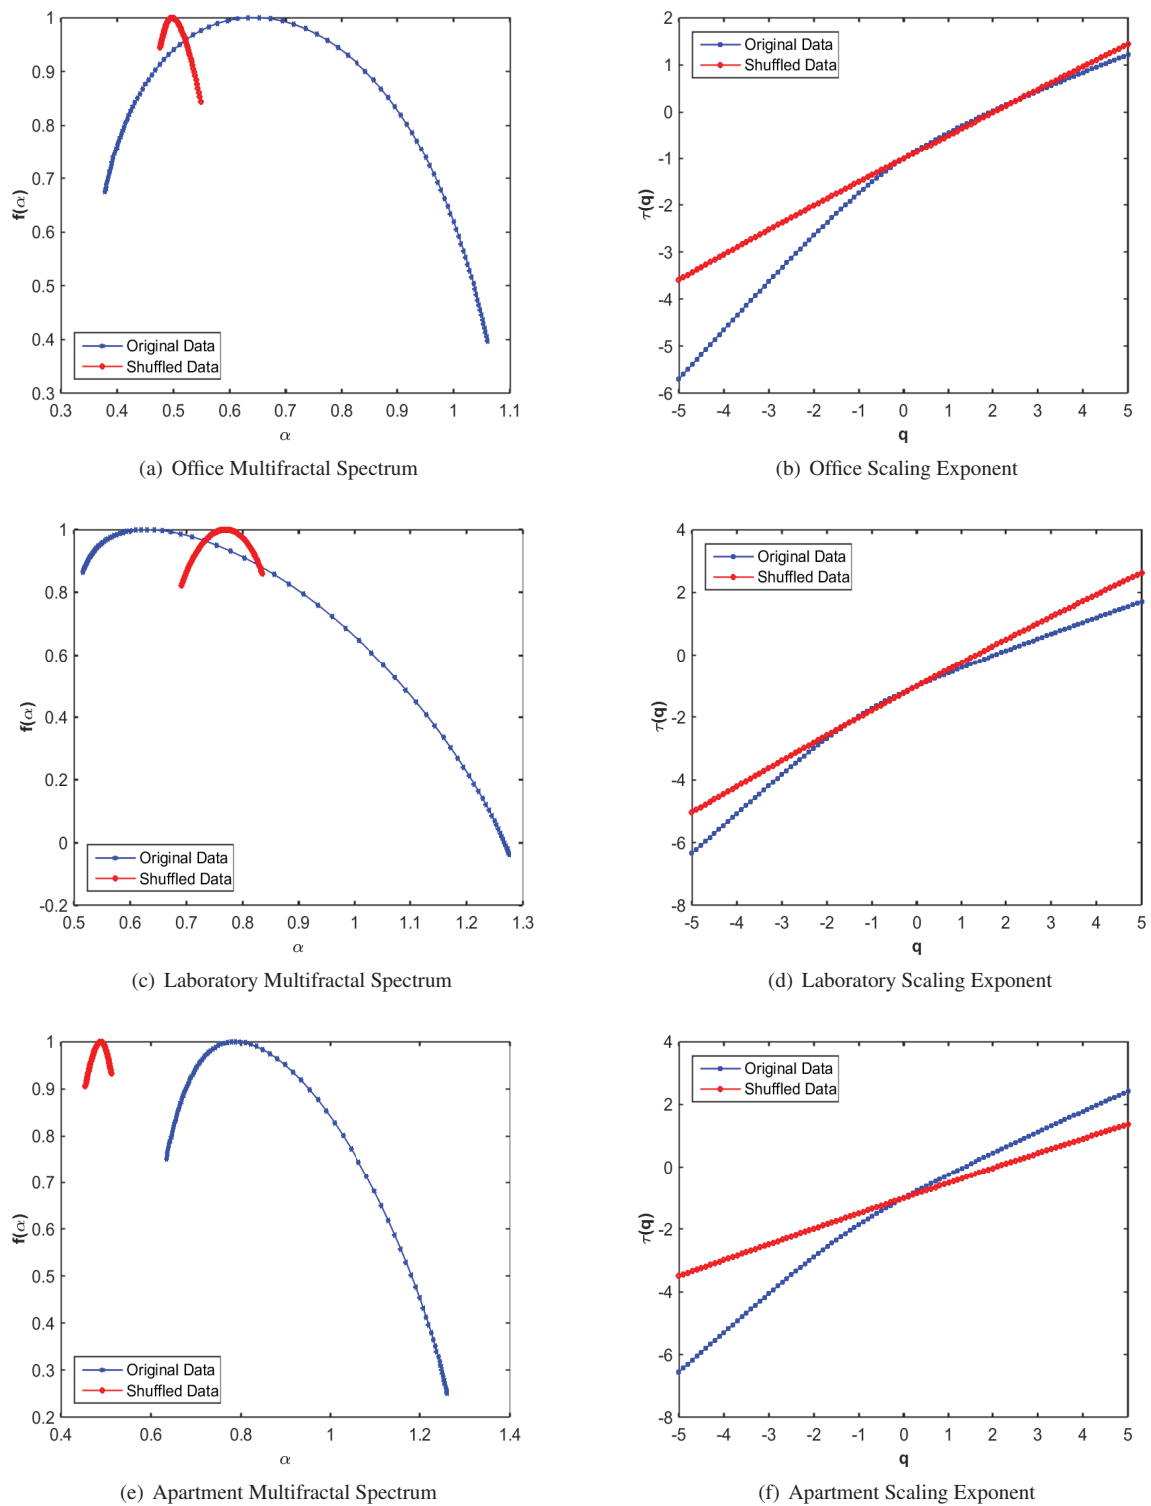 1
0.9
0.8
0.7
0.6
0.5
0.4
0.3
f(α)
Original Data
Shuffled Data
0.3 0.4 0.5 0.6 0.7 0.8 0.9 1 1.1
α
(a) Office Multifractal Spectrum
2
1
0
-1
-2
-3
-4
-5
-6
τ(q)
Original Data
Shuffled Data
-5 -4 -3 -2 -1 0 1 2 3 4 5
q
(b) Office Scaling Exponent
1
0.8
0.6
0.4
0.2
0
-0.2
f(α)
Original Data
Shuffled Data
0.5 0.6 0.7 0.8 0.9 1 1.1 1.2 1.3
α
(c) Laboratory Multifractal Spectrum
4
2
0
-2
-4
-6
-8
τ(q)
Original Data
Shuffled Data
-5 -4 -3 -2 -1 0 1 2 3 4 5
q
(d) Laboratory Scaling Exponent
1
0.9
0.8
0.7
0.6
0.5
0.4
0.3
0.2
f(α)
Original Data
Shuffled Data
0.4 0.6 0.8 1 1.2 1.4
α
(e) Apartment Multifractal Spectrum
4
2
0
-2
-4
-6
-8
τ(q)
Original Data
Shuffled Data
-5 -4 -3 -2 -1 0 1 2 3 4 5
q
(f) Apartment Scaling Exponent